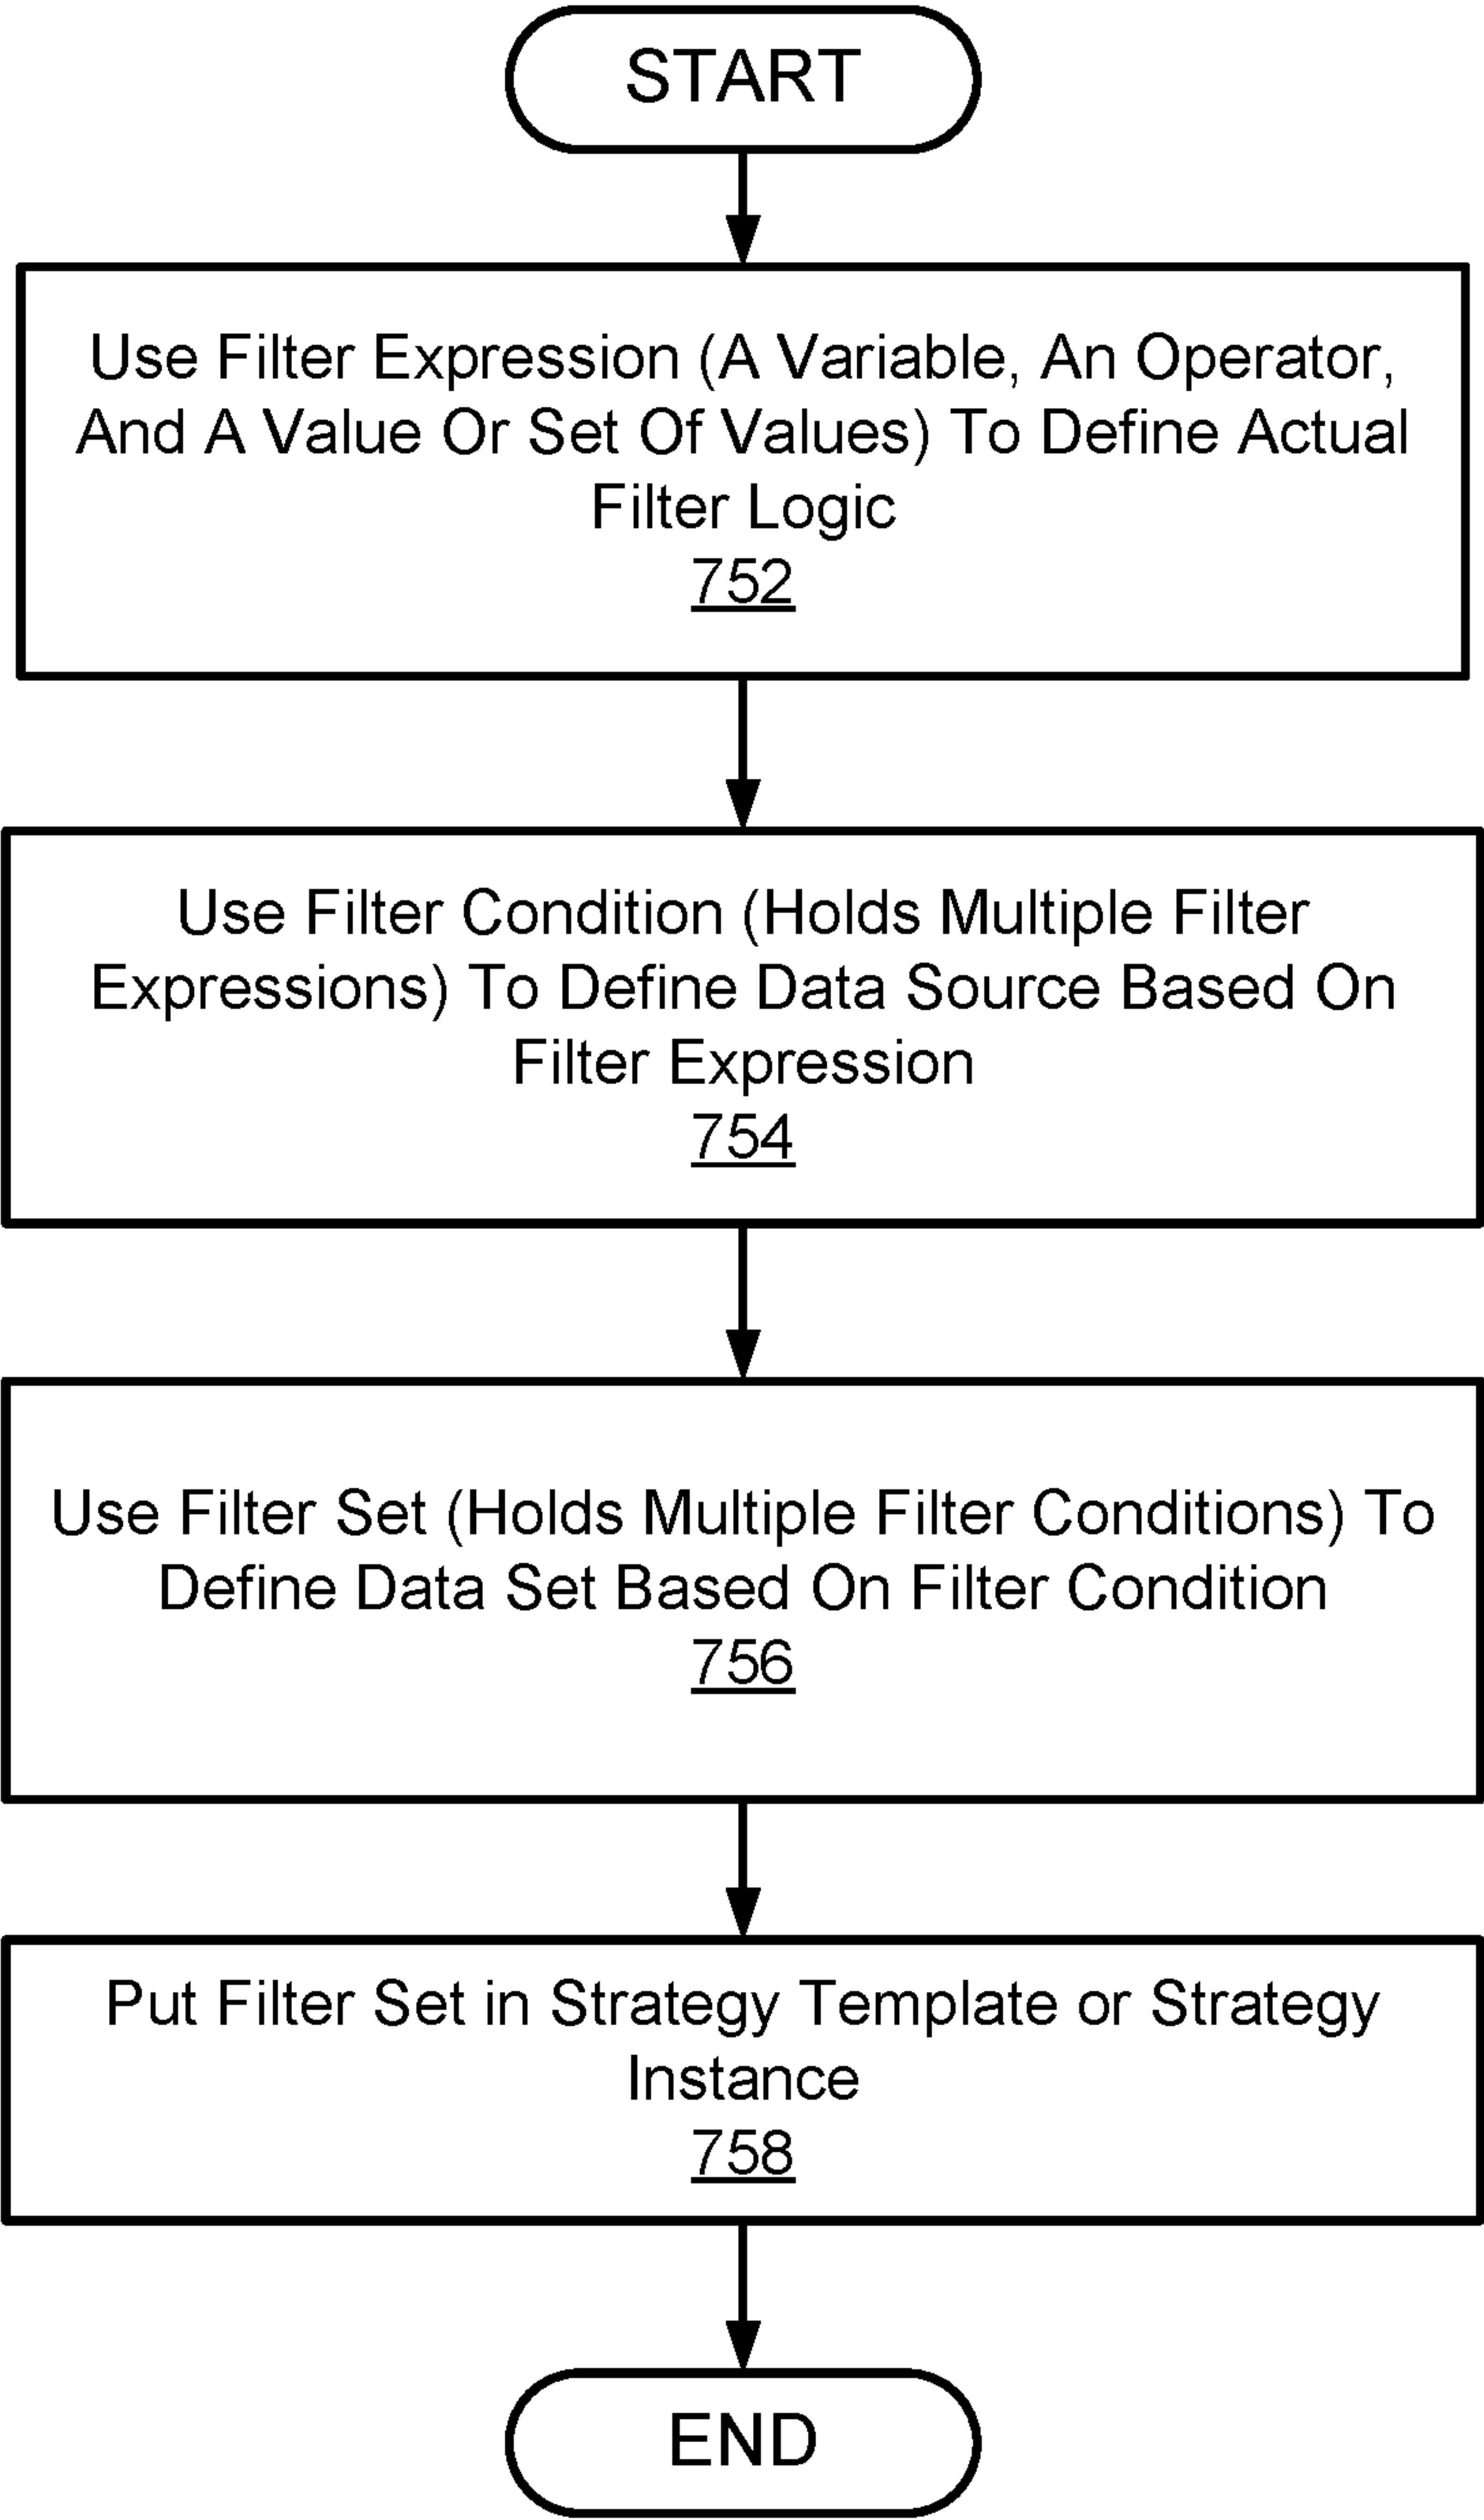 START
Use Filter Expression (A Variable, An Operator,
And A Value Or Set Of Values) To Define Actual
Filter Logic
752
Use Filter Condition (Holds Multiple Filter
Expressions) To Define Data Source Based On
Filter Expression
754
Use Filter Set (Holds Multiple Filter Conditions) To
Define Data Set Based On Filter Condition
756
Put Filter Set in Strategy Template or Strategy
Instance
758
END